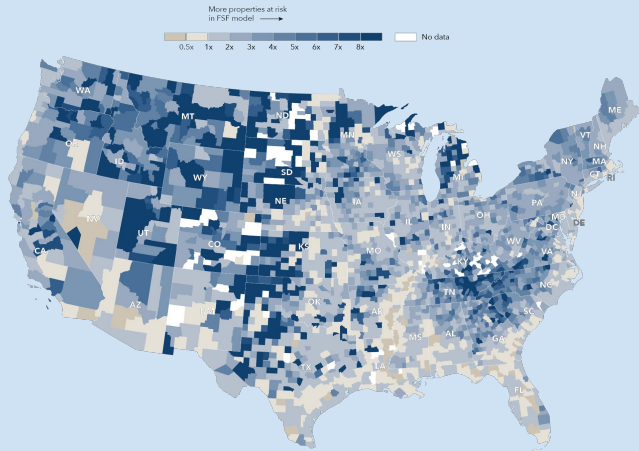 More properties at risk
in FSF model
No data
0.5x 1x 2x 3x 4x 5x 6x 7x 8x
WA
MT
ND
MN
ME
OR
ID
WI
VT
NH
WY
SD
MI
NY
MA
CT
RI
NE
IA
PA
NJ
NV
UT
IL
IN
OH
MD
DE
DC
CA
CO
KS
MO
WV
VA
KY
AZ
NM
OK
AR
TN
NC
SC
MS
AL
GA
TX
LA
FL